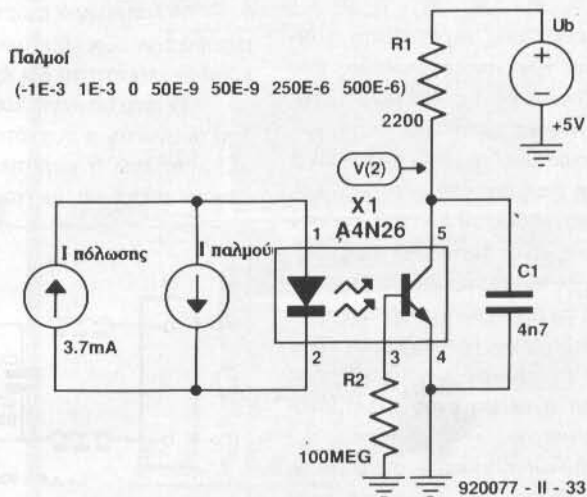 Παλμοί
(-1E-3 1E-3 0 50E-9 50E-9 250E-6 500E-6)
R1
2200
Ub
+5V
V(2)
X1
A4N26
1
5
I πόλωσης
3.7mA
I παλμού
2
3
4
C1
4n7
R2
100MEG
920077 - II - 33